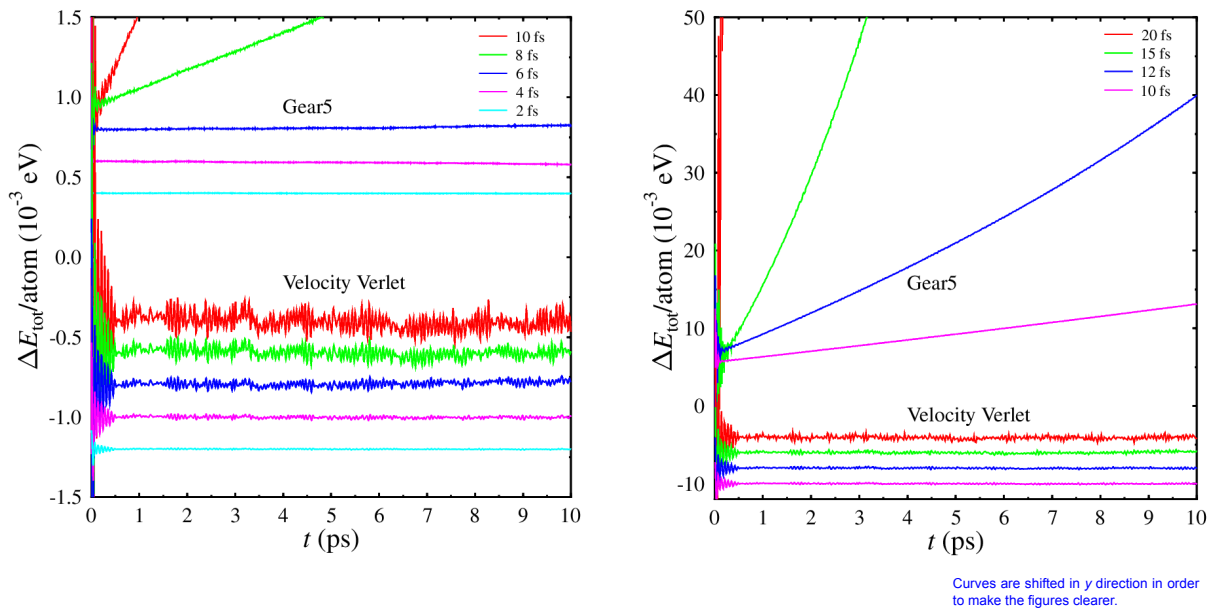 1.5
1.0
0.5
0.0
-0.5
-1.0
-1.5
ΔE_tot/atom (10^-3 eV)
10 fs
8 fs
6 fs
4 fs
2 fs
Gear5
Velocity Verlet
0 1 2 3 4 5 6 7 8 9 10
t (ps)
50
40
30
20
10
0
-10
ΔE_tot/atom (10^-3 eV)
20 fs
15 fs
12 fs
10 fs
Gear5
Velocity Verlet
0 1 2 3 4 5 6 7 8 9 10
t (ps)
Curves are shifted in y direction in order
to make the figures clearer.